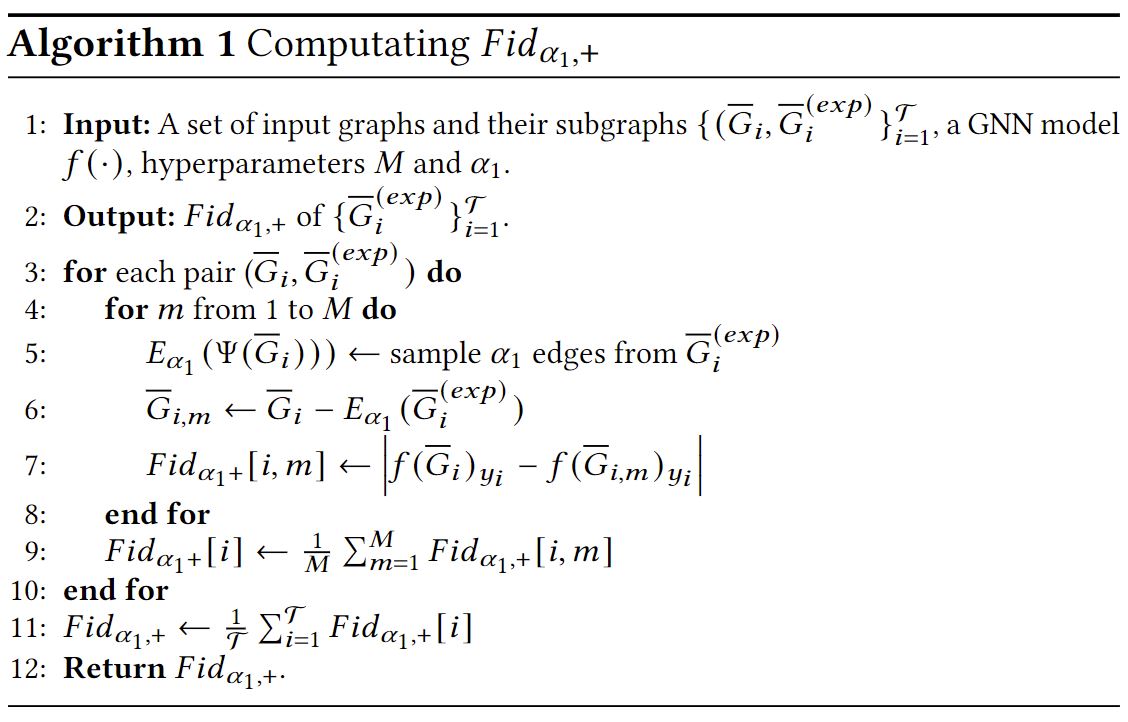 Algorithm 1 Computating $Fid_{\alpha_1,+}$
1: Input: A set of input graphs and their subgraphs $\{(\overline{G}_i, \overline{G}_i^{(exp)}\}_{i=1}^{\mathcal{T}}$, a GNN model
$f(\cdot)$, hyperparameters $M$ and $\alpha_1$.
2: Output: $Fid_{\alpha_1,+}$ of $\{\overline{G}_i^{(exp)}\}_{i=1}^{\mathcal{T}}$.
3: for each pair $(\overline{G}_i, \overline{G}_i^{(exp)})$ do
4: for $m$ from 1 to $M$ do
5: $E_{\alpha_1}(\Psi(\overline{G}_i))) \leftarrow$ sample $\alpha_1$ edges from $\overline{G}_i^{(exp)}$
6: $\overline{G}_{i,m} \leftarrow \overline{G}_i - E_{\alpha_1}(\overline{G}_i^{(exp)})$
7: $Fid_{\alpha_1+}[i, m] \leftarrow \left| f(\overline{G}_i)_{y_i} - f(\overline{G}_{i,m})_{y_i} \right|$
8: end for
9: $Fid_{\alpha_1+}[i] \leftarrow \frac{1}{M} \sum_{m=1}^{M} Fid_{\alpha_1,+}[i, m]$
10: end for
11: $Fid_{\alpha_1,+} \leftarrow \frac{1}{\mathcal{T}} \sum_{i=1}^{\mathcal{T}} Fid_{\alpha_1,+}[i]$
12: Return $Fid_{\alpha_1,+}$.